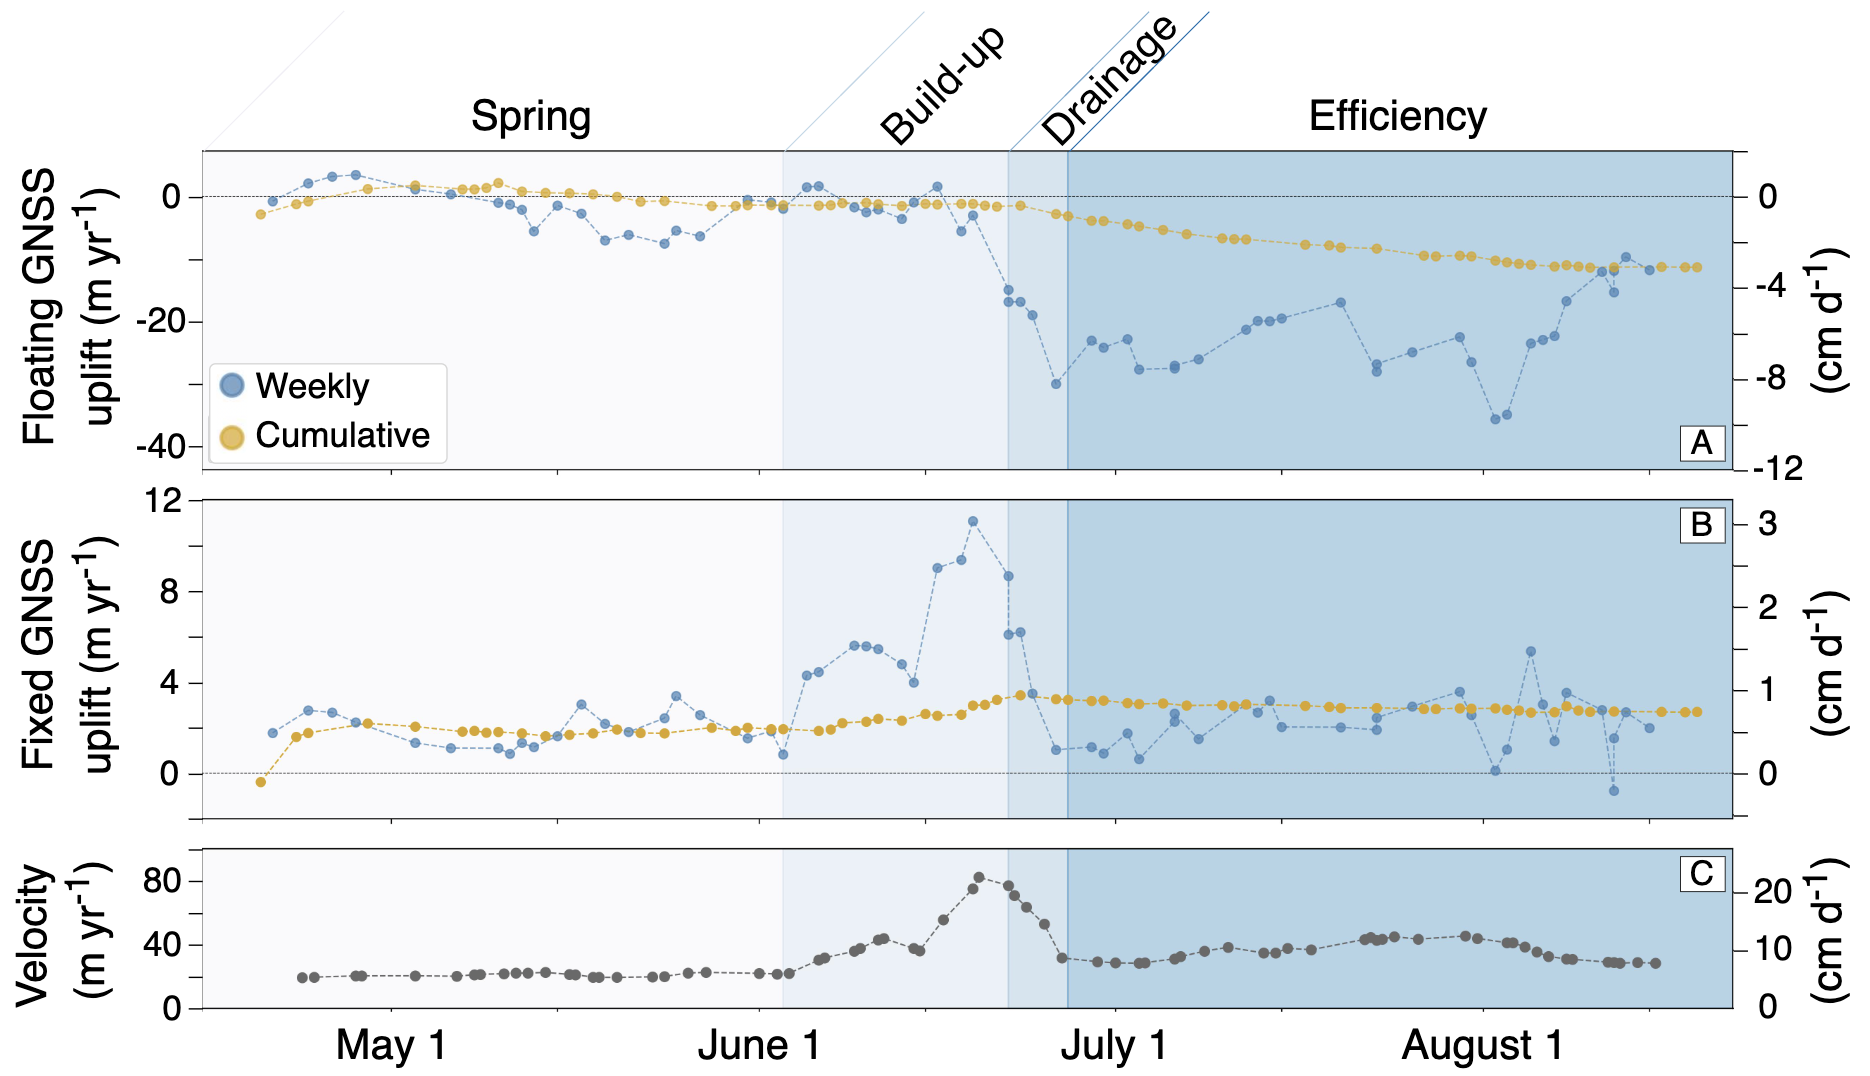 Spring
Build-up
Drainage
Efficiency
Floating GNSS
uplift (m yr-1)
0
-20
-40
Weekly
Cumulative
0
-4
-8
-12
(cm d-1)
A
Fixed GNSS
uplift (m yr-1)
12
8
4
0
B
3
2
1
0
(cm d-1)
Velocity
(m yr-1)
80
40
0
C
20
10
0
(cm d-1)
May 1
June 1
July 1
August 1